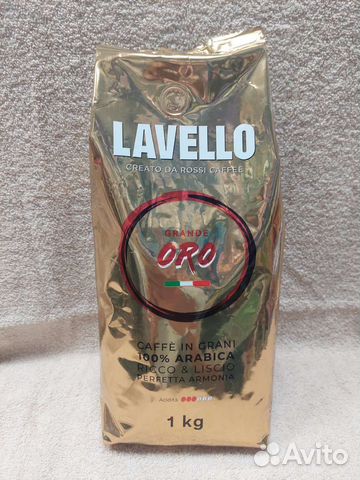 LAVELLO
CREATO DA ROSSI CAFFÈE
GRANDE
ORO
CAFFÈ IN GRANI
100% ARABICA
RICCO & LISCIO
PERFETTA ARMONIA
Acidità
1 kg
Avito